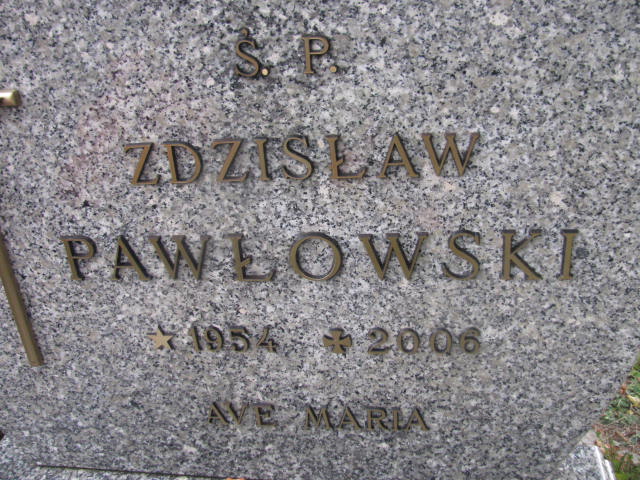 Ś. P.
ZDZISŁAW
PAWŁOWSKI
★ 1954 ✠ 2006
AVE MARIA